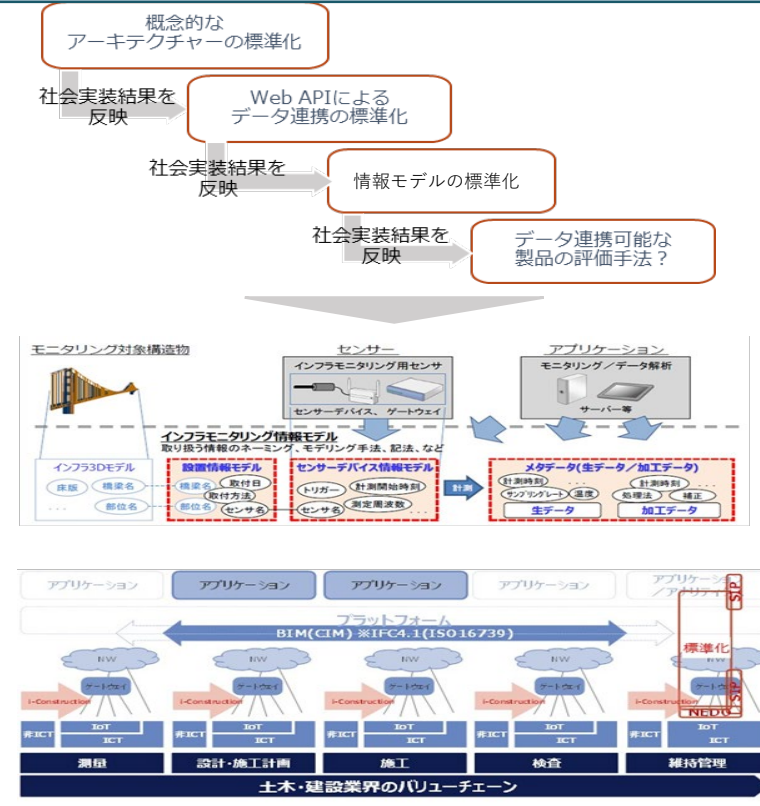 概念的な
アーキテクチャーの標準化
社会実装結果を
反映
Web APIによる
データ連携の標準化
社会実装結果を
反映
情報モデルの標準化
社会実装結果を
反映
データ連携可能な
製品の評価手法？
モニタリング対象構造物
センサー
アプリケーション
インフラモニタリング用センサ
センサーデバイス、ゲートウェイ
モニタリング／データ解析
サーバー等
インフラモニタリング情報モデル
取り扱う情報のネーミング、モデリング手法、記法、など
インフラ3Dモデル
床版
橋梁名
部位名
...
設置情報モデル
橋梁名
取付日
取付方法
部位名
センサ名
センサーデバイス情報モデル
トリガー
計測開始時刻
測定周波数
センサ名
...
計測
メタデータ(生データ／加工データ)
計測時刻
...
サンプリングレート
温度
生データ
計測時刻
...
処理法
補正
加工データ
アプリケーション
アプリケーション
アプリケーション
アプリケーション
アプリケーショ
SIP
プラットフォーム
BIM(CIM) ※IFC4.1(ISO16739)
標準化
NW
NW
NW
NW
NW
ゲートウェイ
ゲートウェイ
ゲートウェイ
ゲートウェイ
SIP
i-Construction
i-Construction
i-Construction
i-Construction
i-Construction
NEDO
非ICT
IoT
ICT
非ICT
IoT
ICT
非ICT
IoT
ICT
非ICT
IoT
ICT
非ICT
IoT
ICT
測量
設計・施工計画
施工
検査
維持管理
土木・建設業界のバリューチェーン